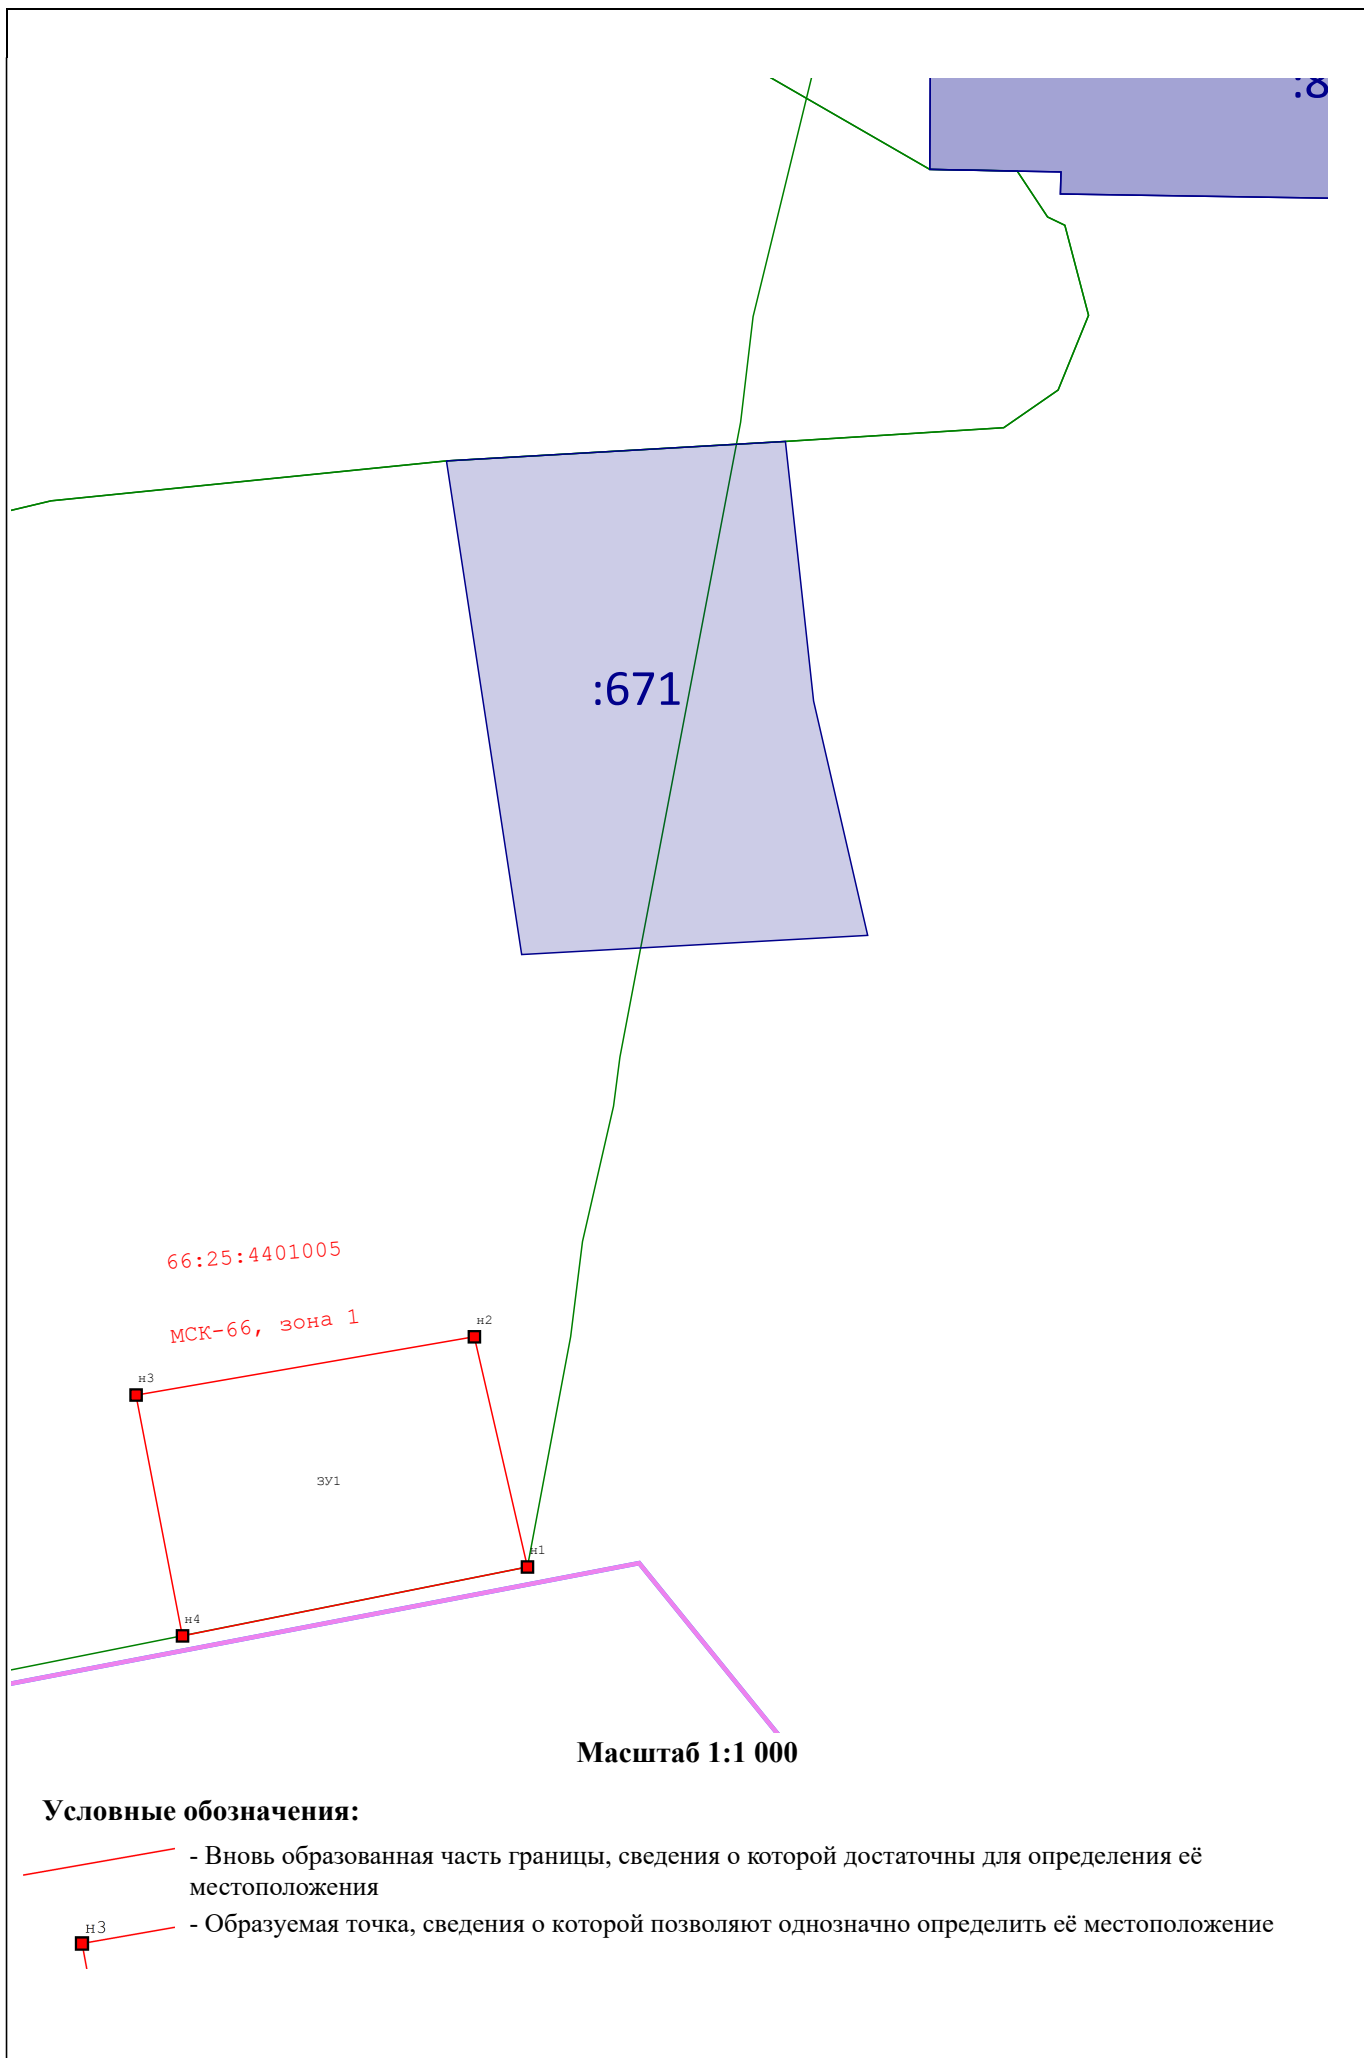 :8
:671
66:25:4401005
МСК-66, зона 1
н2
н3
ЗУ1
н1
н4
Масштаб 1:1 000
Условные обозначения:
- Вновь образованная часть границы, сведения о которой достаточны для определения её
местоположения
н3
- Образуемая точка, сведения о которой позволяют однозначно определить её местоположение